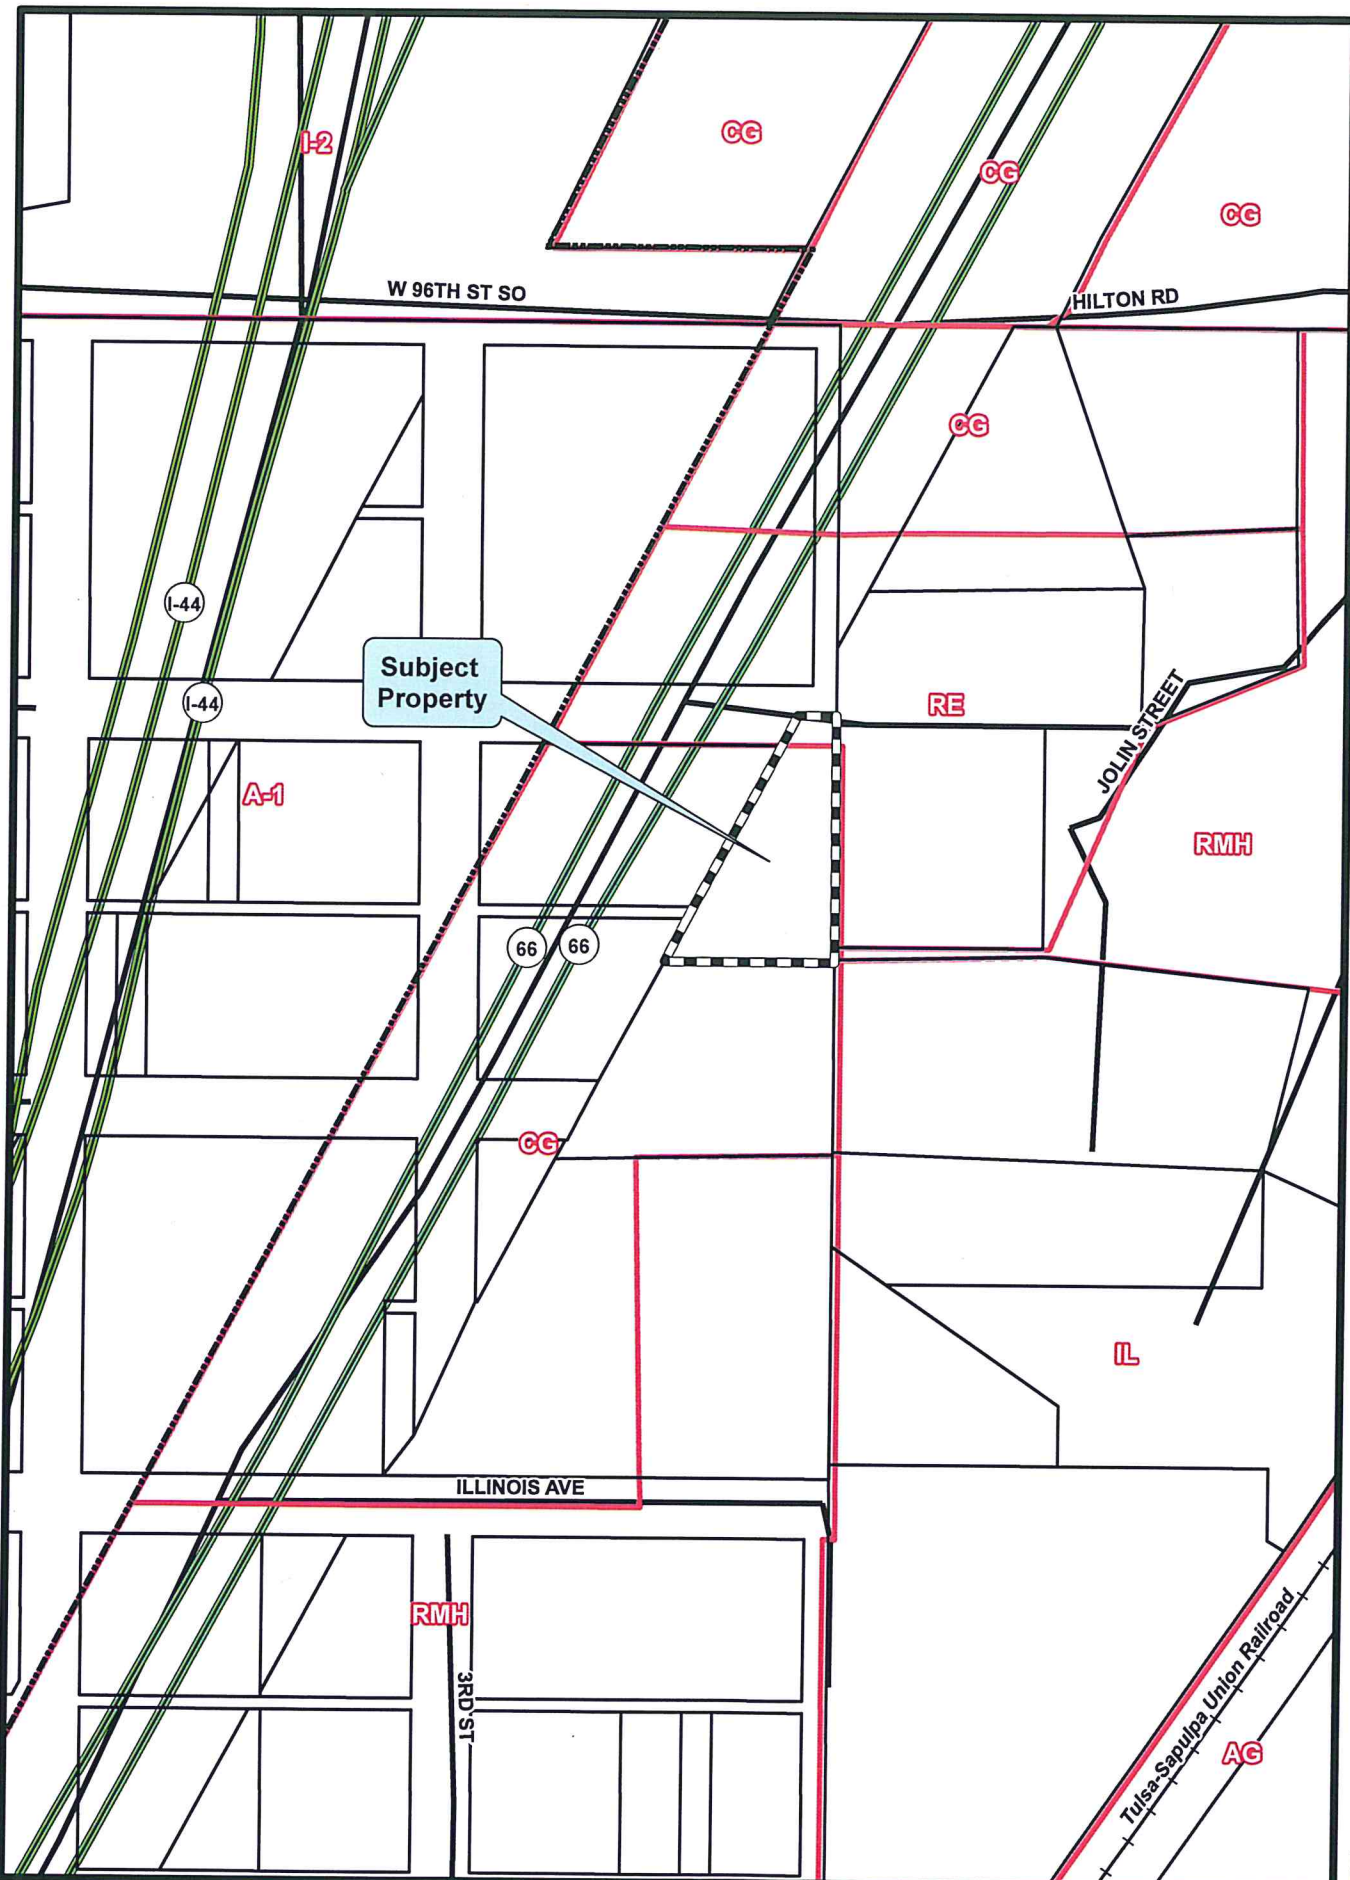 CG
I-2
CG
CG
W 96TH ST SO
HILTON RD
CG
I-44
Subject
Property
I-44
RE
JOLIN STREET
A-1
RMH
66
66
CG
IL
ILLINOIS AVE
RMH
3RD ST
Tulsa-Sapulpa Union Railroad
AG